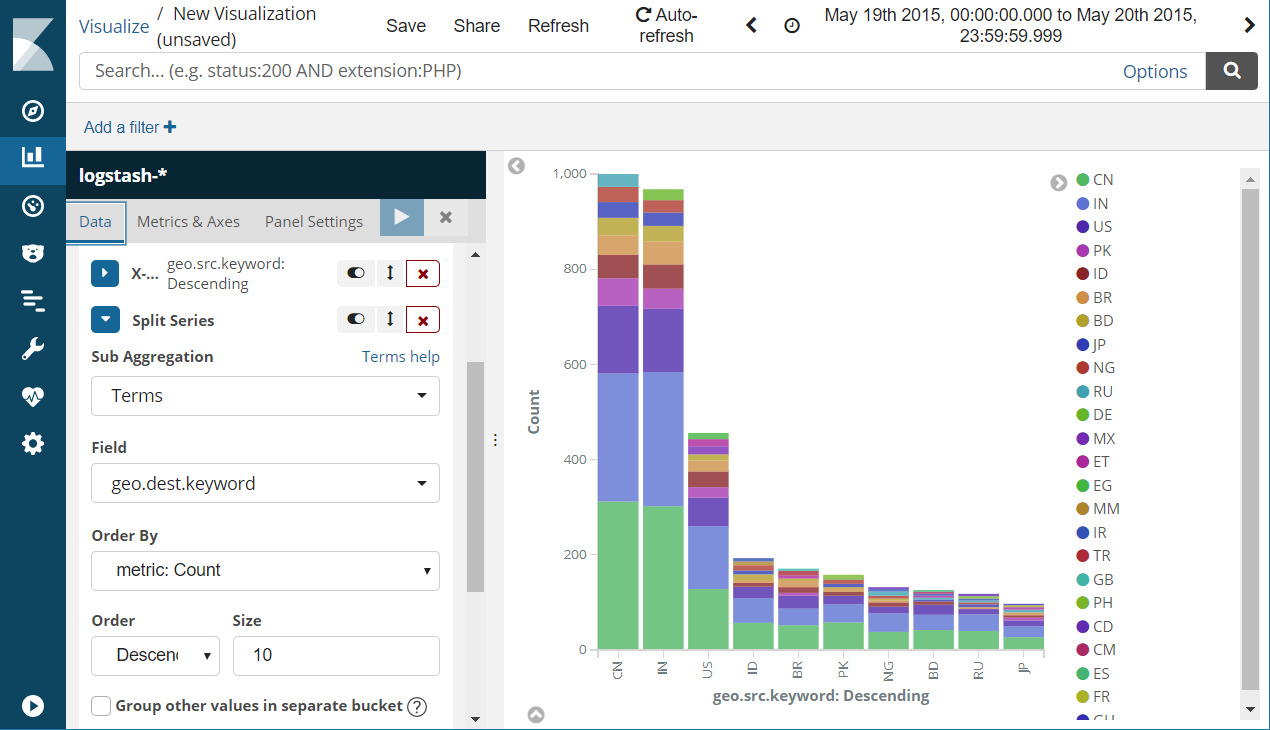 Visualize / New Visualization (unsaved)
Save
Share
Refresh
Auto-refresh
May 19th 2015, 00:00:00.000 to May 20th 2015, 23:59:59.999
Search... (e.g. status:200 AND extension:PHP)
Options
Add a filter
logstash-*
Data
Metrics & Axes
Panel Settings
X-...
geo.src.keyword:
Descending
Split Series
Sub Aggregation
Terms help
Terms
Field
geo.dest.keyword
Order By
metric: Count
Order
Size
Descen
10
Group other values in separate bucket ?
1,000
800
600
400
200
0
Count
CN
IN
US
ID
BR
PK
NG
BD
RU
JP
geo.src.keyword: Descending
CN
IN
US
PK
ID
BR
BD
JP
NG
RU
DE
MX
ET
EG
MM
IR
TR
GB
PH
CD
CM
ES
FR